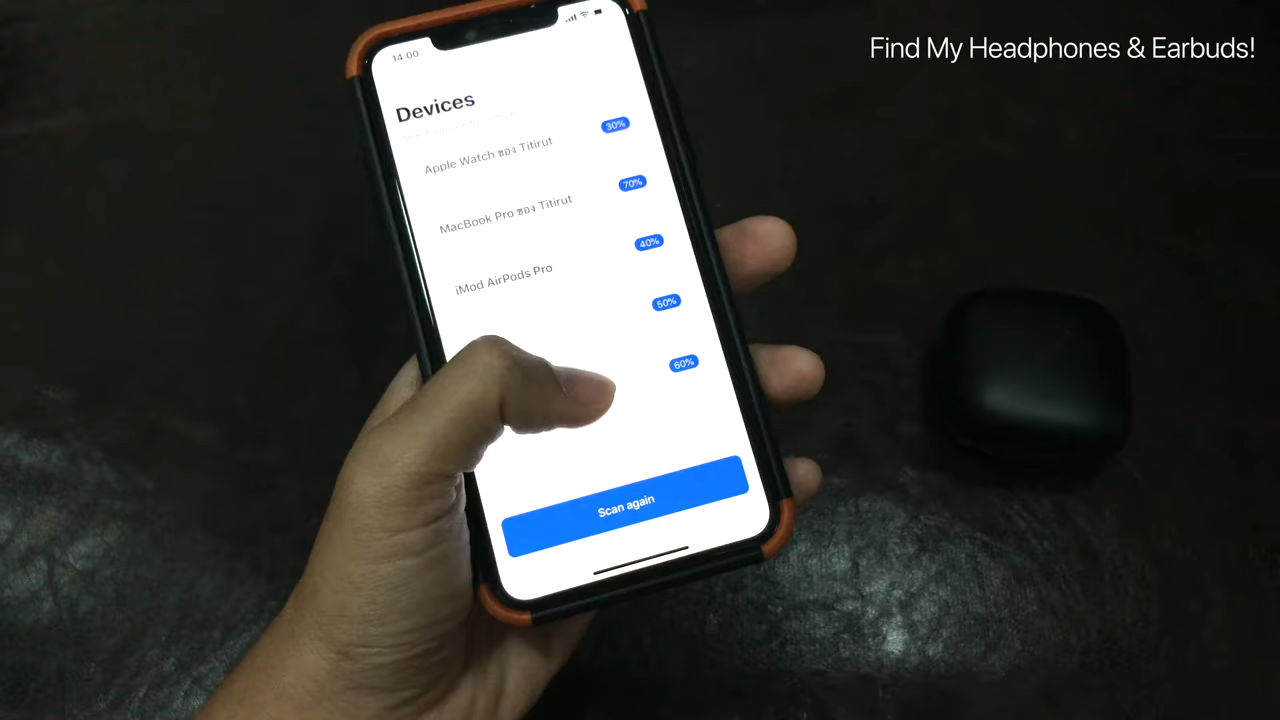 Find My Headphones & Earbuds!
14:00
Devices
30%
Apple Watch ของ Titirut
70%
MacBook Pro ของ Titirut
40%
iMod AirPods Pro
50%
60%
Scan again